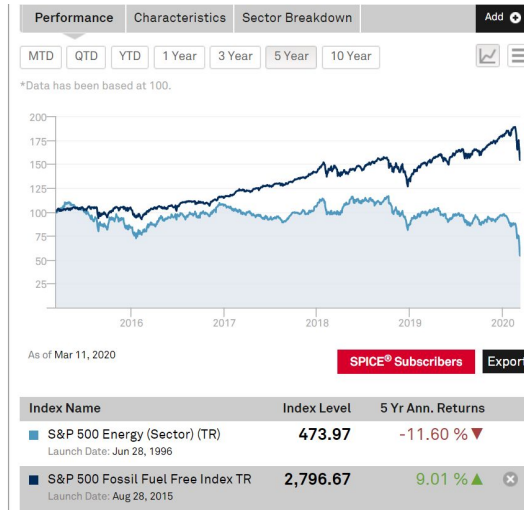 Performance Characteristics Sector Breakdown Add
MTD QTD YTD 1 Year 3 Year 5 Year 10 Year
*Data has been based at 100.
200
175
150
125
100
75
50
25
2016 2017 2018 2019 2020
As of Mar 11, 2020 SPICE® Subscribers Export
Index Name Index Level 5 Yr Ann. Returns
S&P 500 Energy (Sector) (TR) 473.97 -11.60 %▼
Launch Date: Jun 28, 1996
S&P 500 Fossil Fuel Free Index TR 2,796.67 9.01 %▲
Launch Date: Aug 28, 2015